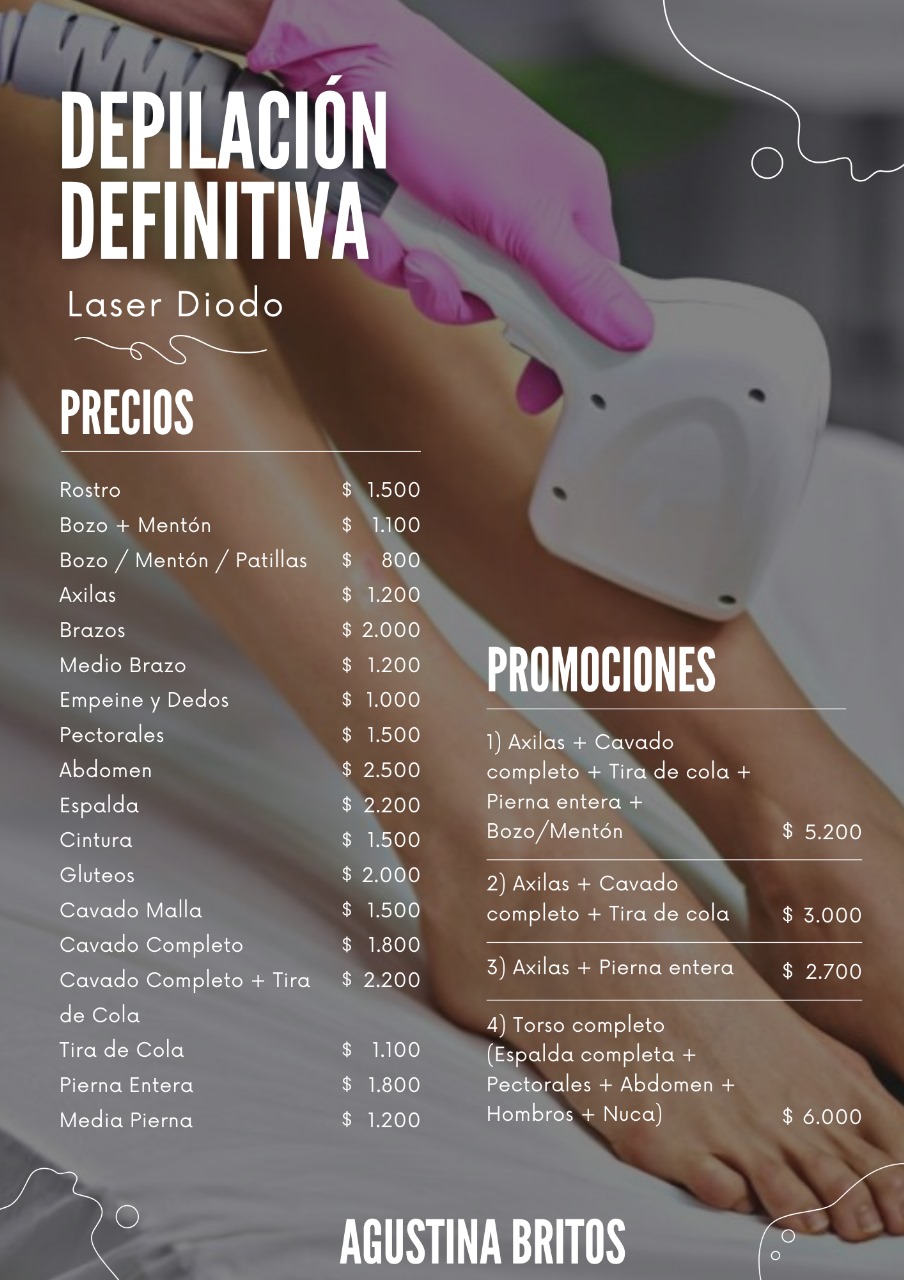 DEPILACIÓN
DEFINITIVA
Laser Diodo
PRECIOS
Rostro $ 1.500
Bozo + Mentón $ 1.100
Bozo / Mentón / Patillas $ 800
Axilas $ 1.200
Brazos $ 2.000
Medio Brazo $ 1.200
Empeine y Dedos $ 1.000
Pectorales $ 1.500
Abdomen $ 2.500
Espalda $ 2.200
Cintura $ 1.500
Gluteos $ 2.000
Cavado Malla $ 1.500
Cavado Completo $ 1.800
Cavado Completo + Tira $ 2.200
de Cola
Tira de Cola $ 1.100
Pierna Entera $ 1.800
Media Pierna $ 1.200
PROMOCIONES
1) Axilas + Cavado
completo + Tira de cola +
Pierna entera +
Bozo/Mentón $ 5.200
2) Axilas + Cavado
completo + Tira de cola $ 3.000
3) Axilas + Pierna entera $ 2.700
4) Torso completo
(Espalda completa +
Pectorales + Abdomen +
Hombros + Nuca) $ 6.000
AGUSTINA BRITOS